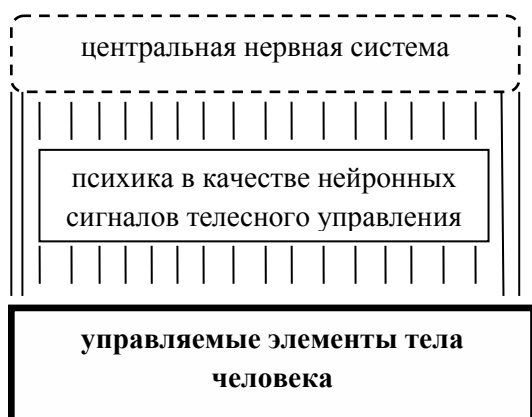 центральная нервная система
психика в качестве нейронных
сигналов телесного управления
управляемые элементы тела
человека